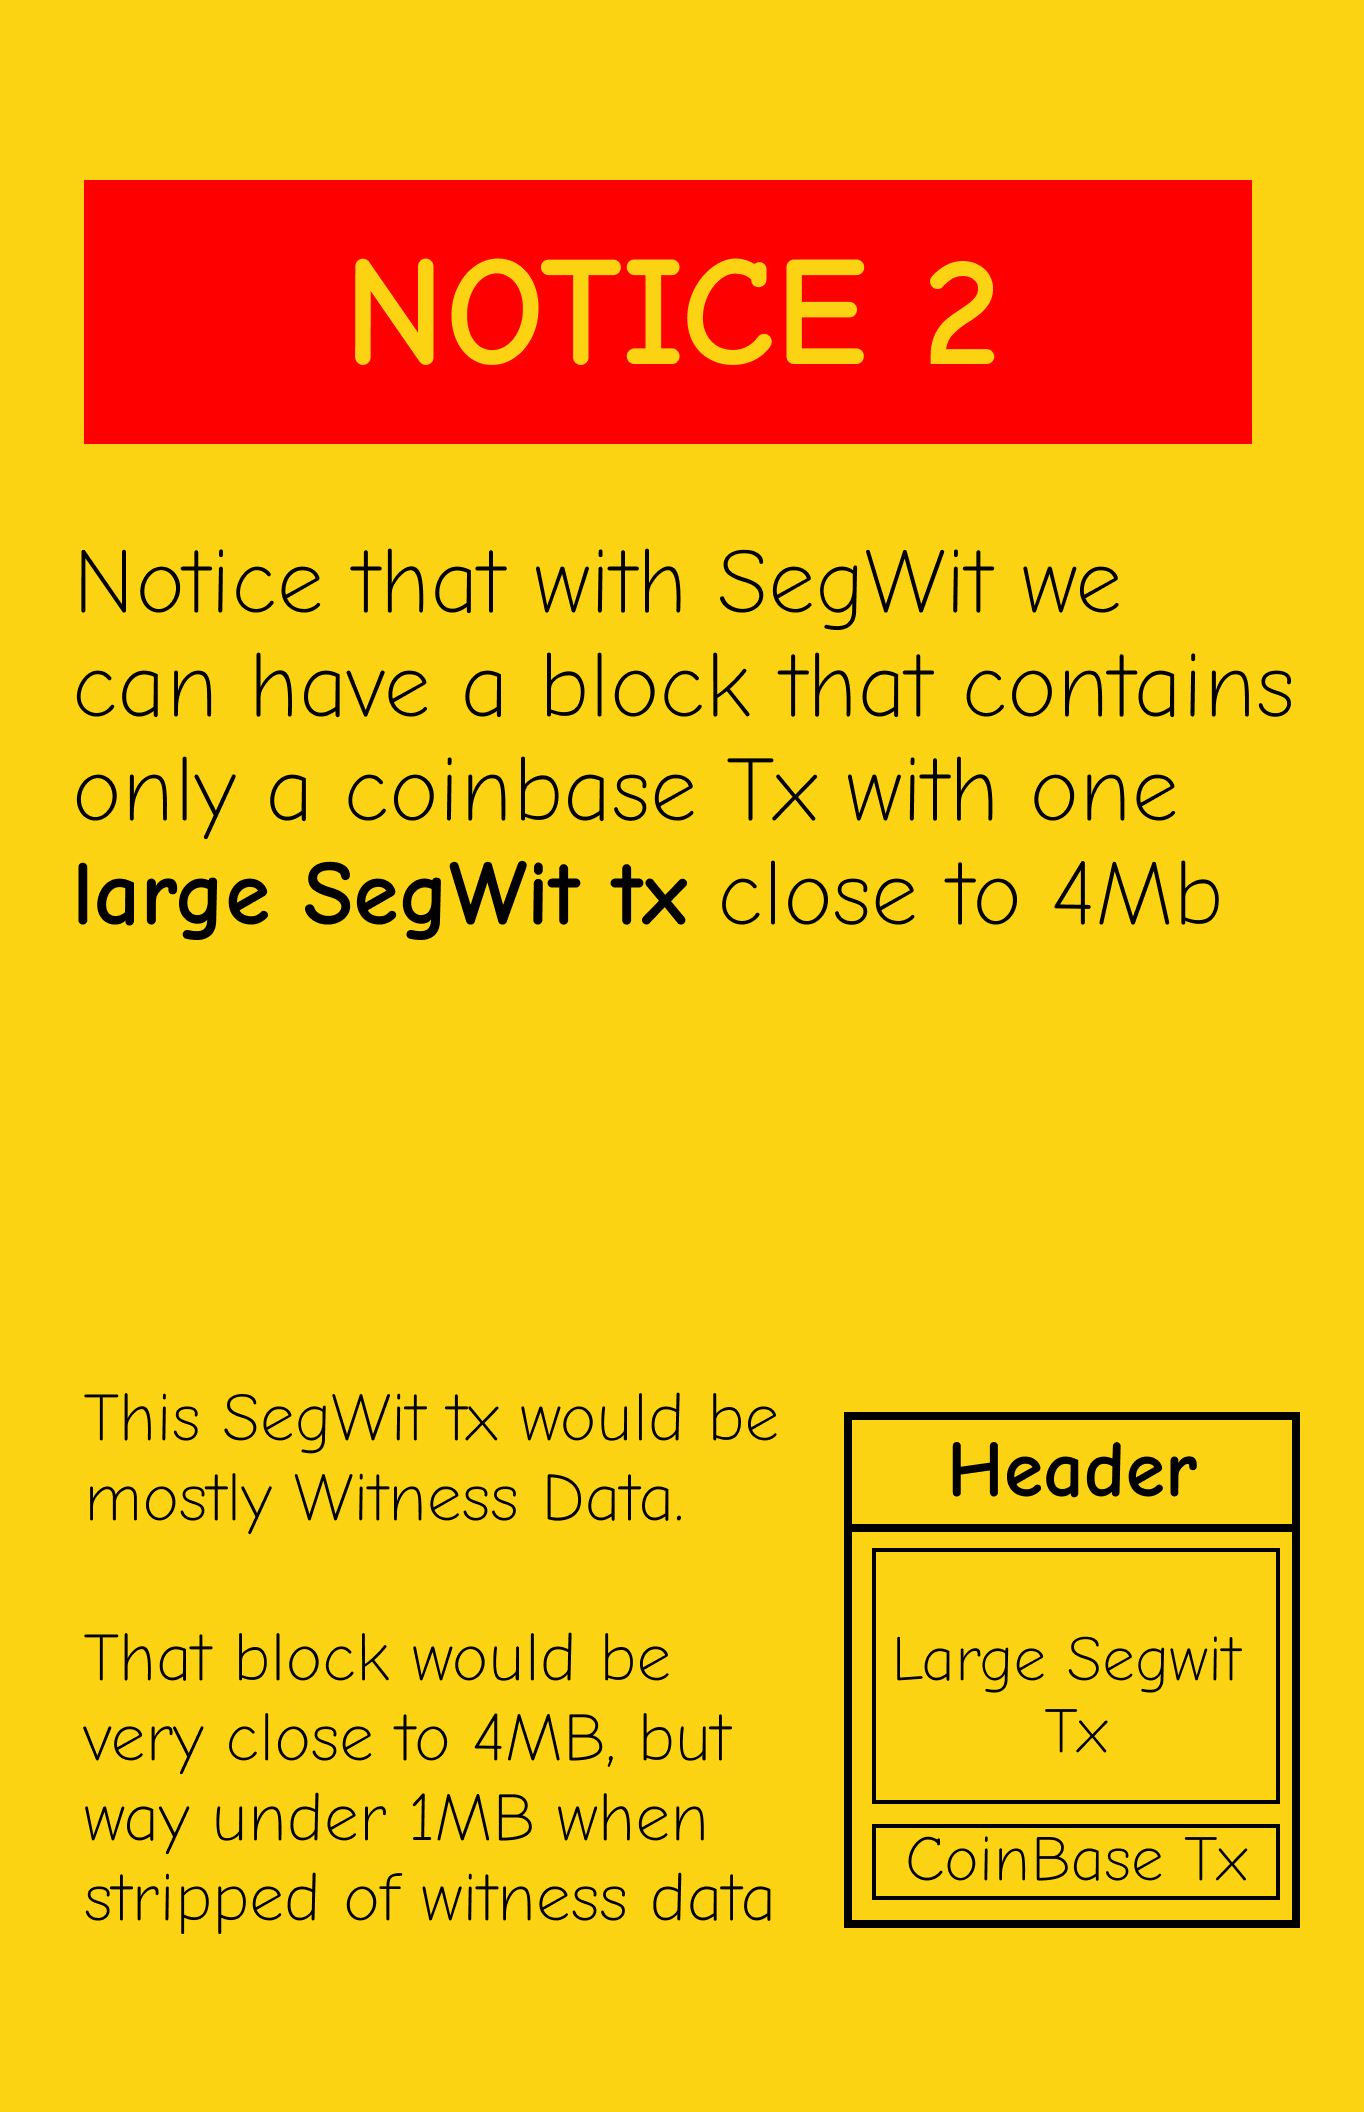 NOTICE 2
Notice that with SegWit we
can have a block that contains
only a coinbase Tx with one
large SegWit tx close to 4Mb
This SegWit tx would be
mostly Witness Data.
That block would be
very close to 4MB, but
way under 1MB when
stripped of witness data
Header
Large Segwit
Tx
CoinBase Tx